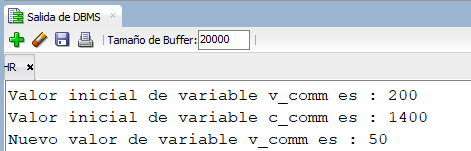 Salida de DBMS
Tamaño de Buffer: 20000
HR
Valor inicial de variable v_comm es : 200
Valor inicial de variable c_comm es : 1400
Nuevo valor de variable v_comm es : 50